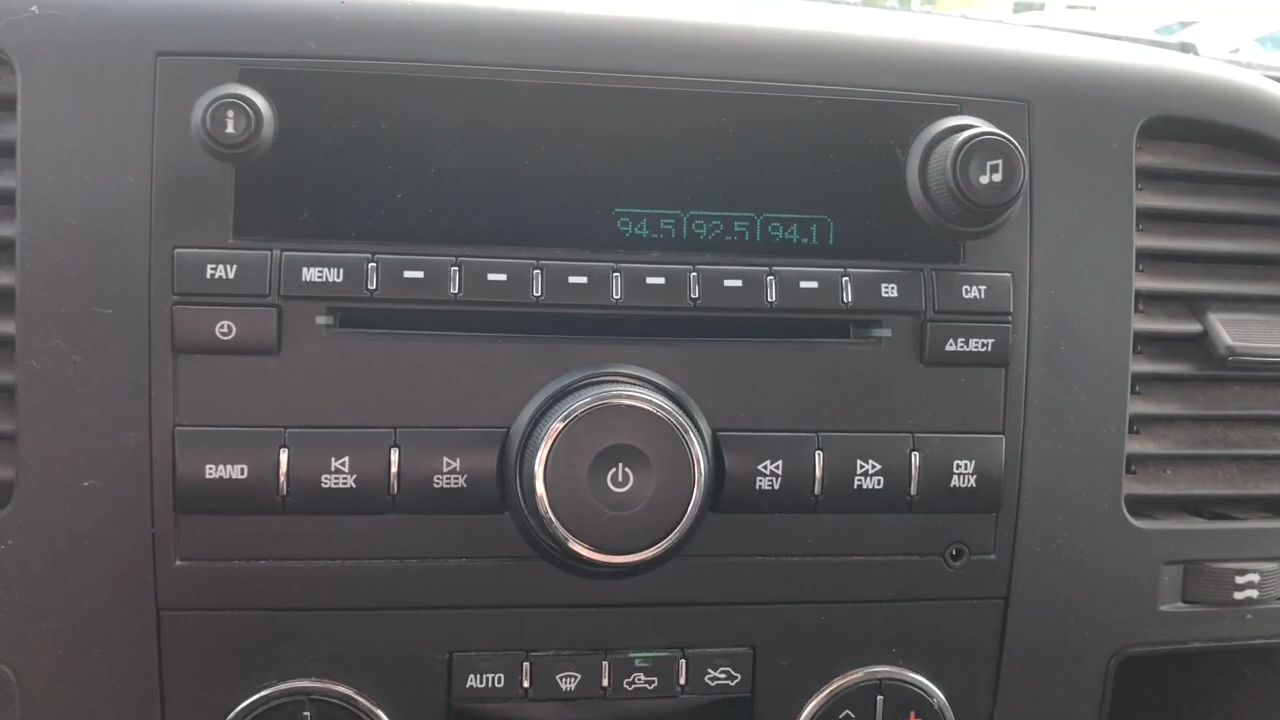 i
94.5 92.5 94.1
FAV MENU EQ CAT
EJECT
BAND SEEK SEEK REV FWD CD/
AUX
AUTO